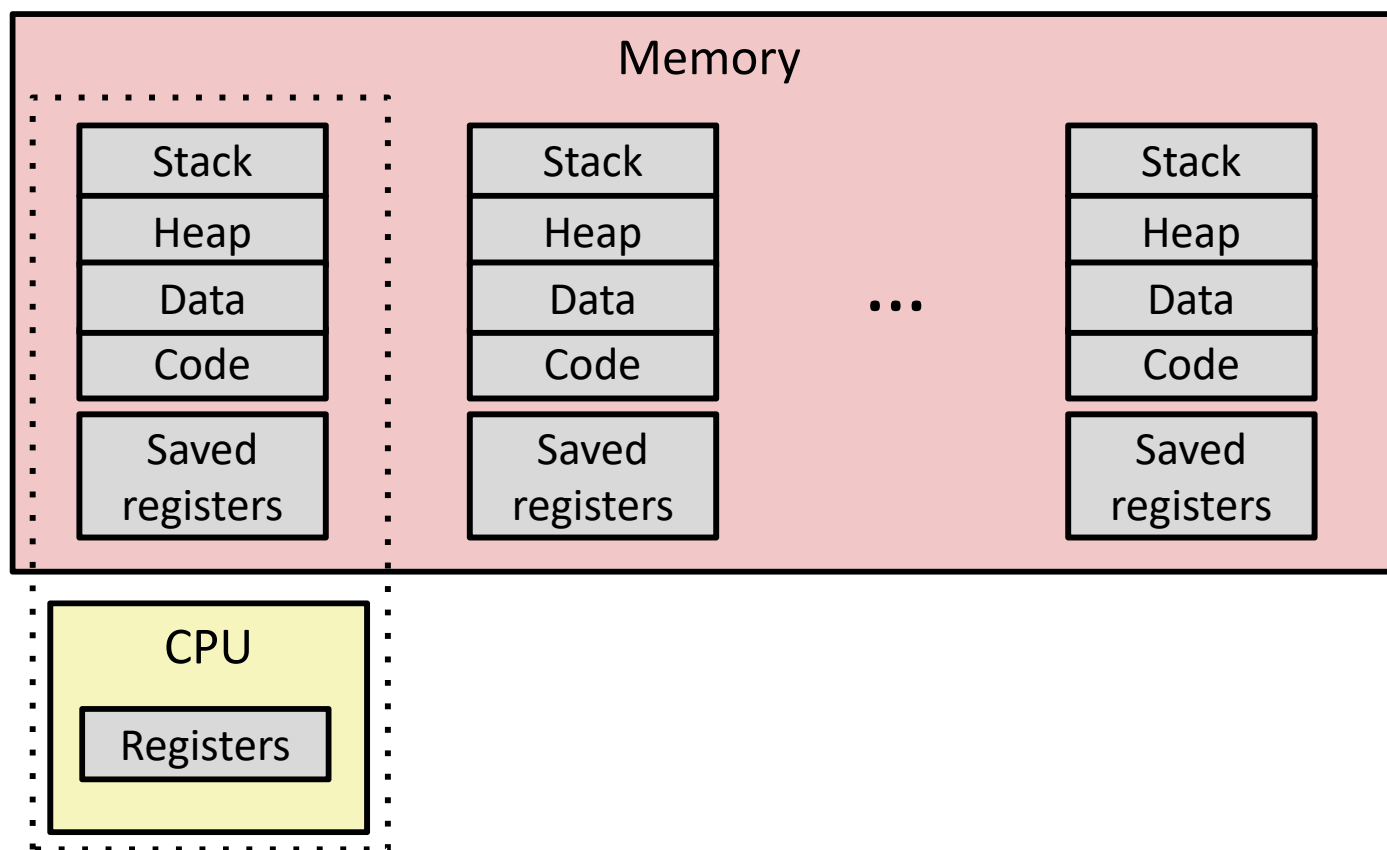 Memory
Stack
Heap
Data
Code
Saved
registers
Stack
Heap
Data
Code
Saved
registers
...
Stack
Heap
Data
Code
Saved
registers
CPU
Registers